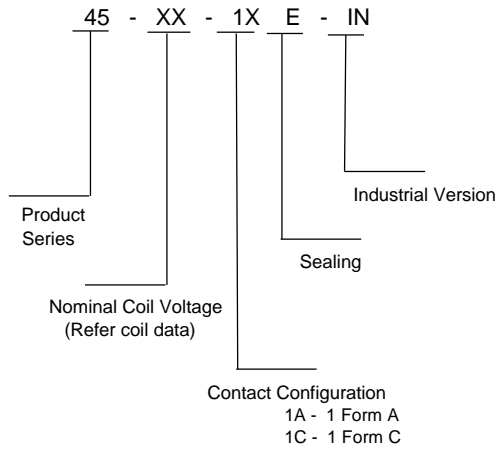 45 - XX - 1X E - IN
Industrial Version
Product
Series
Sealing
Nominal Coil Voltage
(Refer coil data)
Contact Configuration
1A - 1 Form A
1C - 1 Form C